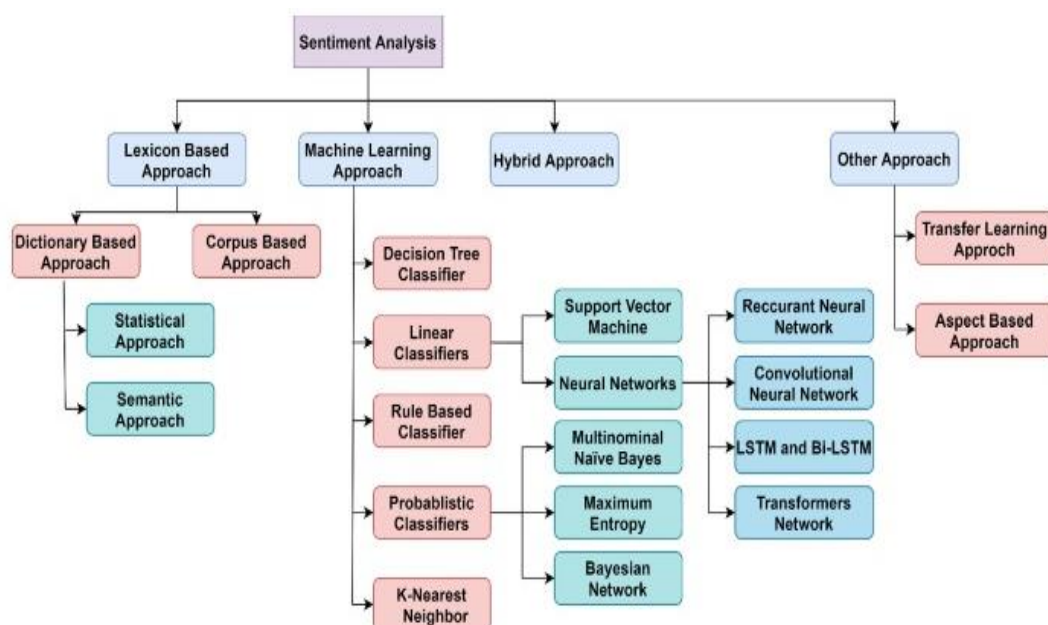 Sentiment Analysis
Lexicon Based
Approach
Machine Learning
Approach
Hybrid Approach
Other Approach
Dictionary Based
Approach
Corpus Based
Approach
Statistical
Approach
Semantic
Approach
Decision Tree
Classifier
Linear
Classifiers
Rule Based
Classifier
Probablistic
Classifiers
K-Nearest
Neighbor
Support Vector
Machine
Neural Networks
Multinominal
Naïve Bayes
Maximum
Entropy
Bayesian
Network
Reccurant Neural
Network
Convolutional
Neural Network
LSTM and Bi-LSTM
Transformers
Network
Transfer Learning
Approch
Aspect Based
Approach